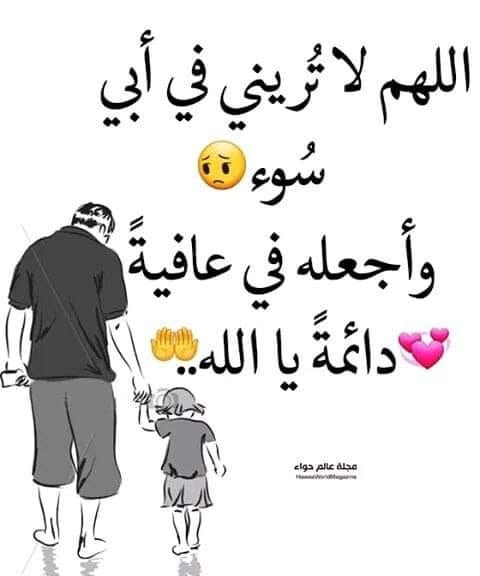 اللهم لا تُريني في أبي
سُوء😔
وأجعله في عافيةً
💞دائمةً يا الله..🤲
مجلة عالم حواء
HawaaWorldMagazine